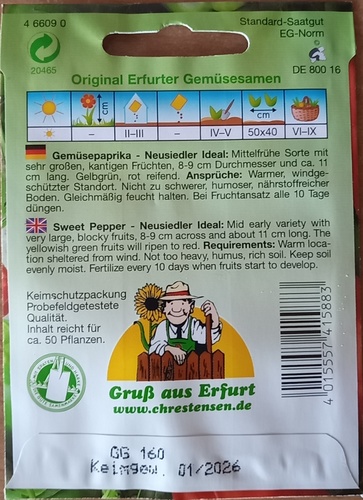 4 6609 0
Standard-Saatgut
EG-Norm
20465
DE 800 16
Original Erfurter Gemüsesamen
cm
cm
– II–III – IV–V 50x40 VI–IX
Gemüsepaprika - Neusiedler Ideal: Mittelfrühe Sorte mit
sehr großen, kantigen Früchten, 8-9 cm Durchmesser und ca. 11
cm lang. Gelbgrün, rot reifend. Ansprüche: Warmer, windge-
schützter Standort. Nicht zu schwerer, humoser, nährstoffreicher
Boden. Gleichmäßig feucht halten. Bei Fruchtansatz alle 10 Tage
düngen.
Sweet Pepper - Neusiedler Ideal: Mid early variety with
very large, blocky fruits, 8-9 cm across and about 11 cm long. The
yellowish green fruits will ripen to red. Requirements: Warm loca-
tion sheltered from wind. Not too heavy, humus, rich soil. Keep soil
evenly moist. Fertilize every 10 days when fruits start to develop.
Keimschutzpackung
Probefeldgetestete
Qualität.
Inhalt reicht für
ca. 50 Pflanzen.
4 015557 415883
Gruß aus Erfurt
www.chrestensen.de
GG 160
Keimgew. 01/2026